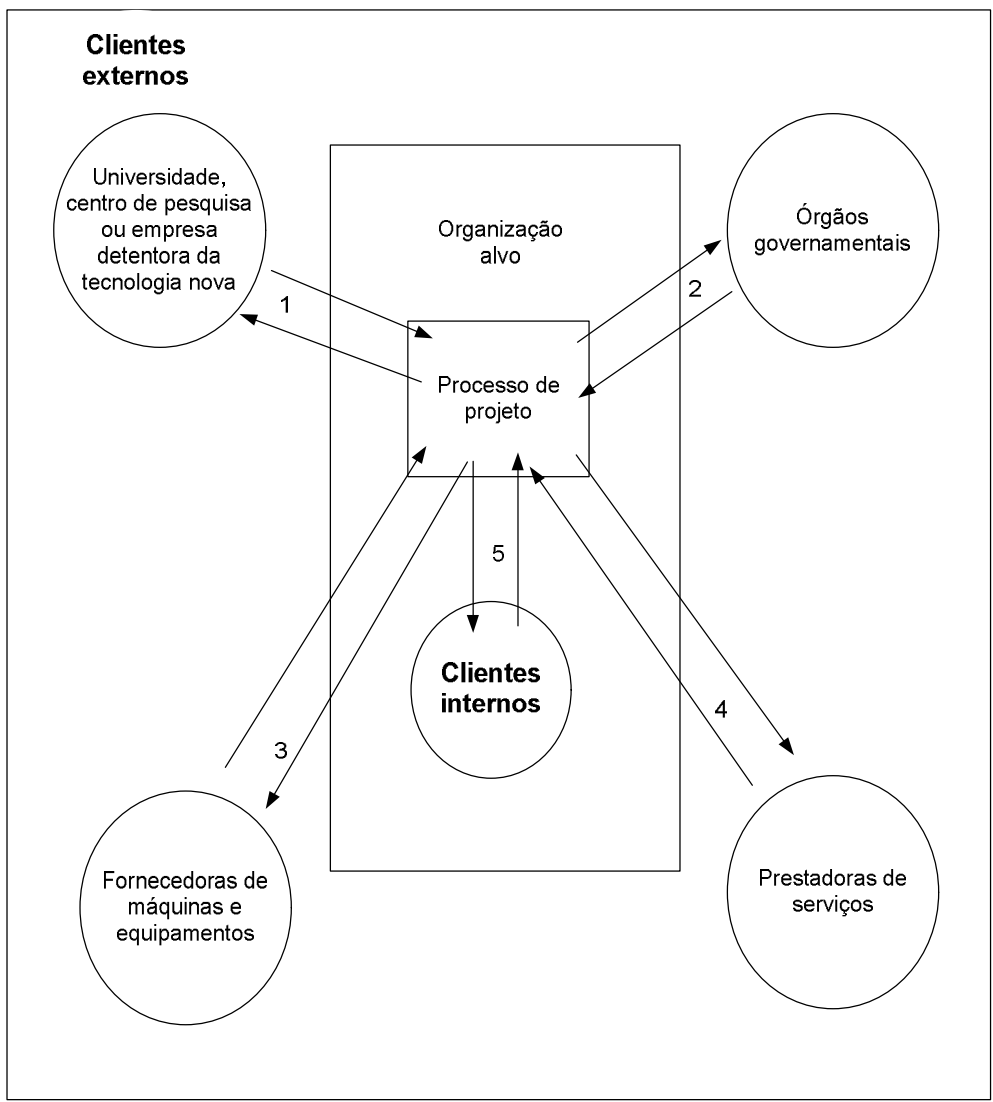 Clientes
externos
Universidade,
centro de pesquisa
ou empresa
detentora da
tecnologia nova
Organização
alvo
Órgãos
governamentais
1
2
Processo de
projeto
5
Clientes
internos
3
4
Fornecedoras de
máquinas e
equipamentos
Prestadoras de
serviços